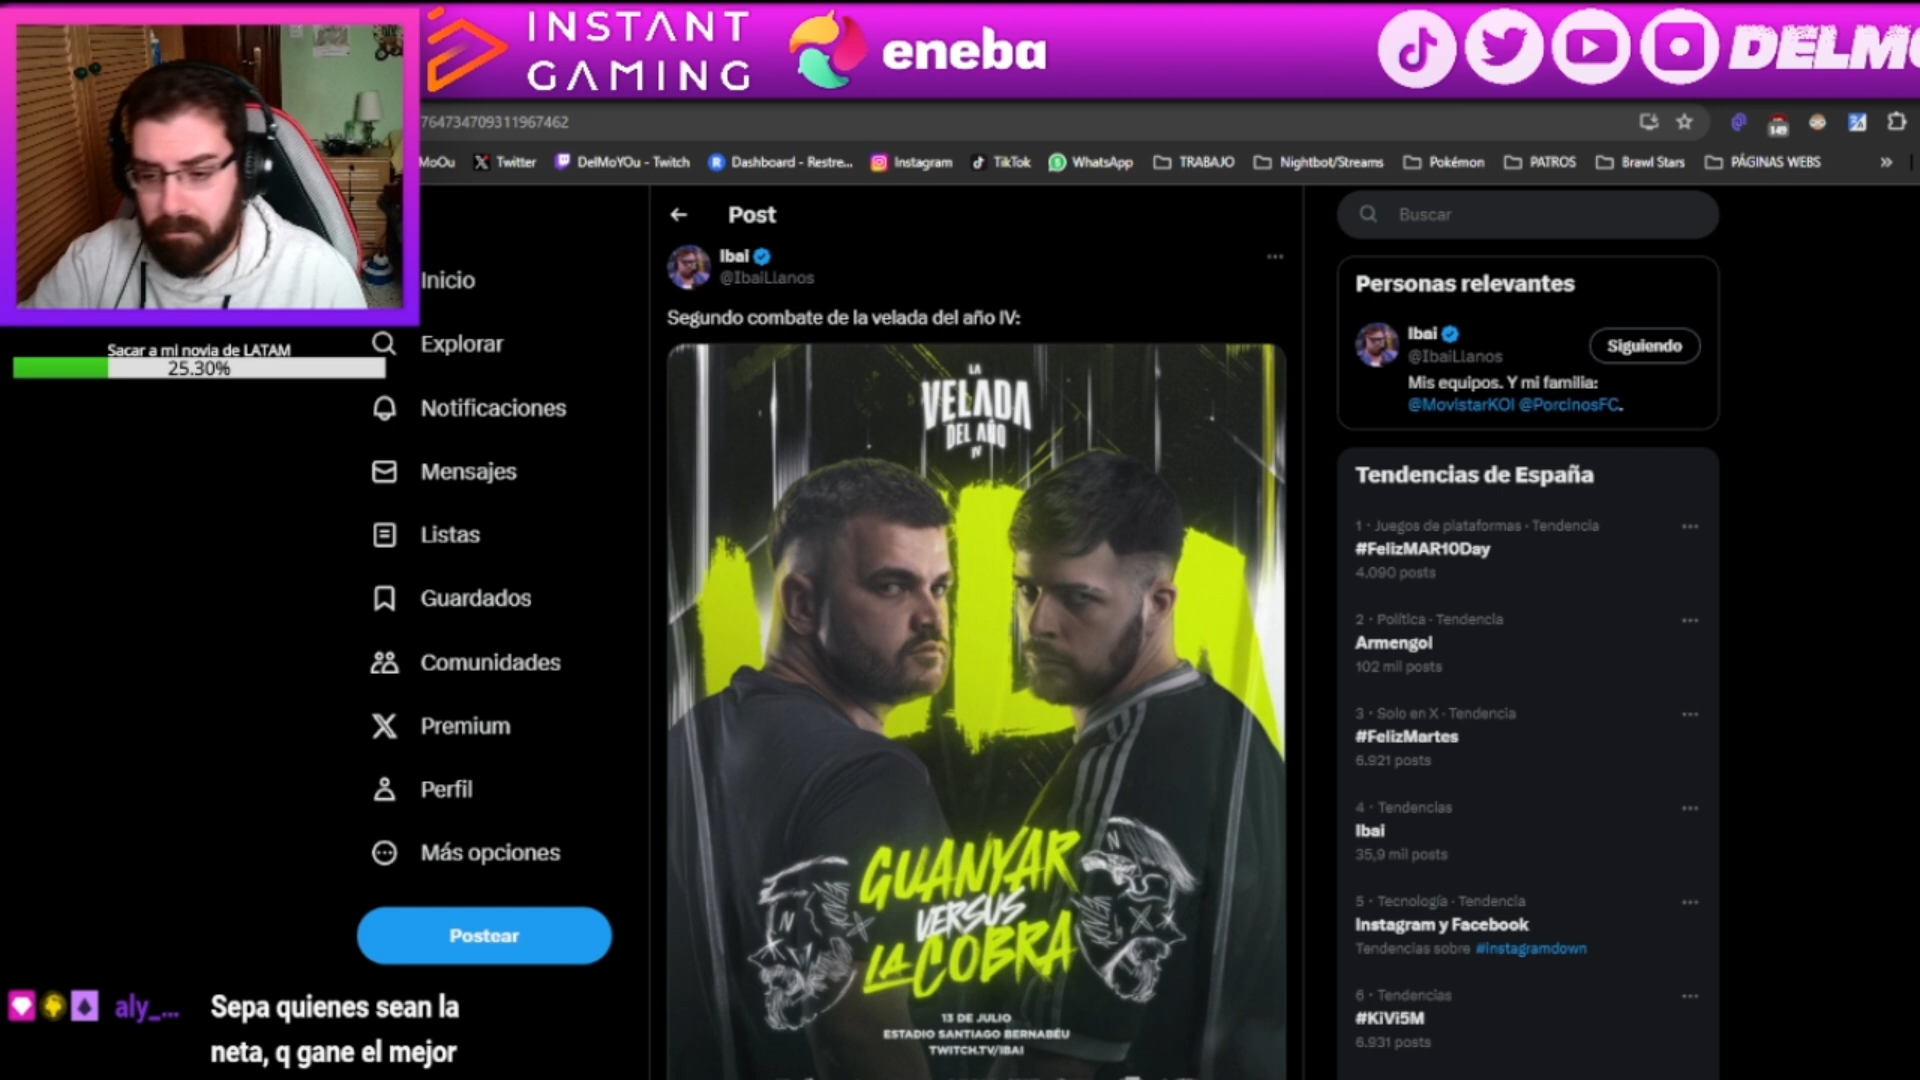 INSTANT
GAMING
eneba
764734709311967462
MoOu
Twitter
DelMoYOu - Twitch
Dashboard - Restre...
Instagram
TikTok
WhatsApp
TRABAJO
Nightbot/Streams
Pokémon
PATROS
Brawl Stars
PÁGINAS WEBS
Sacar a mi novia de LATAM
25.30%
Inicio
Explorar
Notificaciones
Mensajes
Listas
Guardados
Comunidades
Premium
Perfil
Más opciones
Postear
Post
Ibai
@IbaiLlanos
Segundo combate de la velada del año IV:
LA
VELADA
DEL AÑO
IV
GUANYAR
VERSUS
LA COBRA
13 DE JULIO
ESTADIO SANTIAGO BERNABÉU
TWITCH.TV/IBAI
Buscar
Personas relevantes
Ibai
@IbaiLlanos
Siguiendo
Mis equipos. Y mi familia:
@MovistarKOI @PorcinosFC.
Tendencias de España
1 · Juegos de plataformas · Tendencia
#FelizMAR10Day
4.090 posts
2 · Política · Tendencia
Armengol
102 mil posts
3 · Solo en X · Tendencia
#FelizMartes
6.921 posts
4 · Tendencias
Ibai
35,9 mil posts
5 · Tecnología · Tendencia
Instagram y Facebook
Tendencias sobre #instagramdown
6 · Tendencias
#KiVi5M
6.931 posts
aly_...
Sepa quienes sean la
neta, q gane el mejor